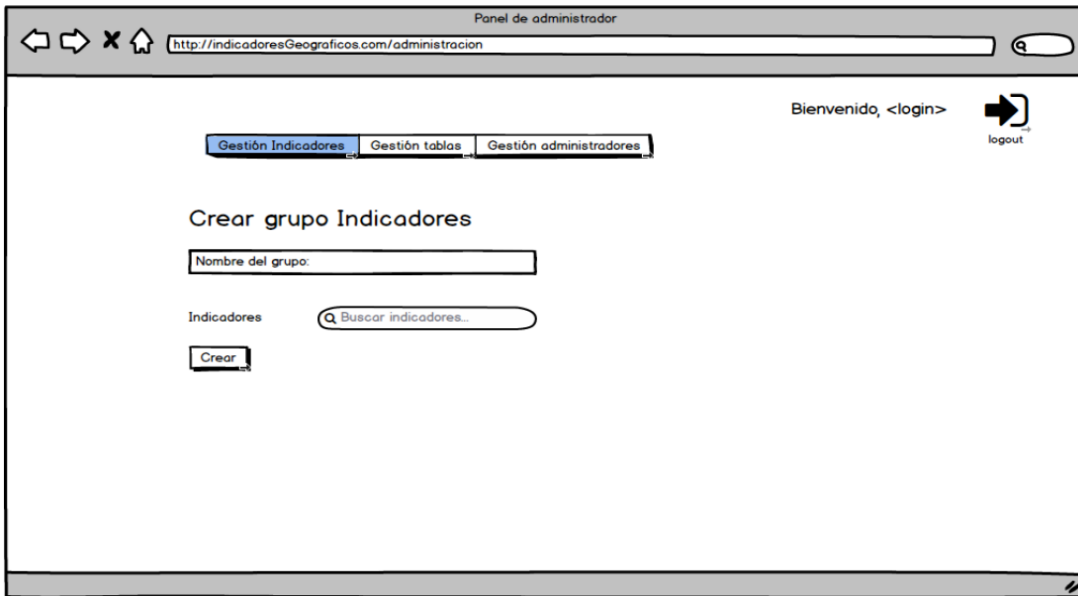 Panel de administrador
http://indicadoresGeograficos.com/administracion
Bienvenido, <login>
logout
Gestión Indicadores Gestión tablas Gestión administradores
Crear grupo Indicadores
Nombre del grupo:
Indicadores Buscar indicadores...
Crear